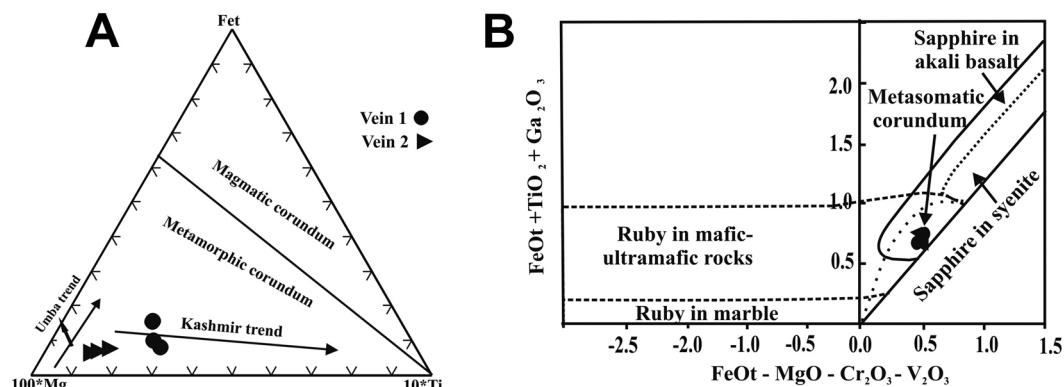 A
Fet
Vein 1
Vein 2
Magmatic corundum
Metamorphic corundum
Umba trend
Kashmir trend
100*Mg
10*Ti
B
FeOt +TiO2 + Ga2O3
Sapphire in
akali basalt
Metasomatic
corundum
2.0
1.5
1.0
0.5
Ruby in mafic-
ultramafic rocks
Ruby in marble
Sapphire in syenite
-2.5
-2.0
-1.5
-1.0
-0.5
0.0
0.5
1.0
1.5
FeOt - MgO - Cr2O3- V2O3